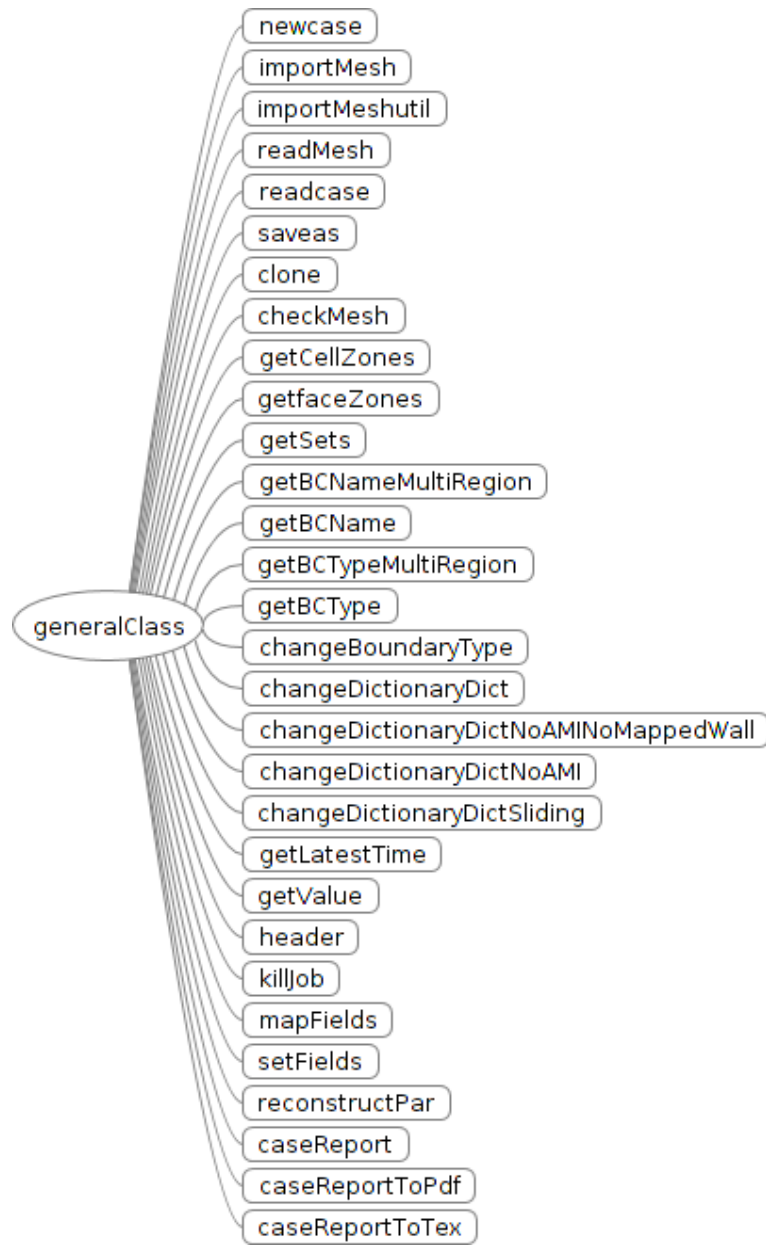 newcase
importMesh
importMeshutil
readMesh
readcase
saveas
clone
checkMesh
getCellZones
getfaceZones
getSets
getBCNameMultiRegion
getBCName
getBCTypeMultiRegion
getBCType
generalClass
changeBoundaryType
changeDictionaryDict
changeDictionaryDictNoAMINoMappedWall
changeDictionaryDictNoAMI
changeDictionaryDictSliding
getLatestTime
getValue
header
killJob
mapFields
setFields
reconstructPar
caseReport
caseReportToPdf
caseReportToTex